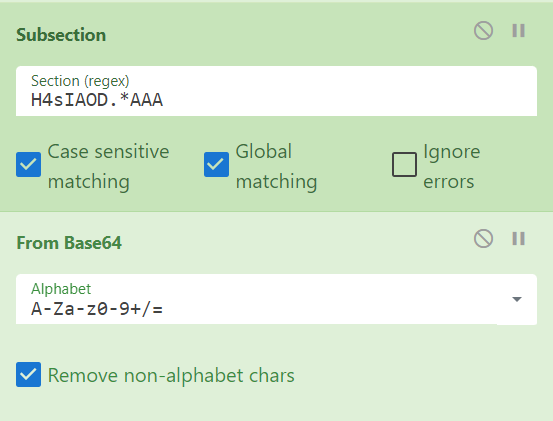 Subsection
Section (regex)
H4sIAOD.*AAA
Case sensitive matching
Global matching
Ignore errors
From Base64
Alphabet
A-Za-z0-9+/=
Remove non-alphabet chars